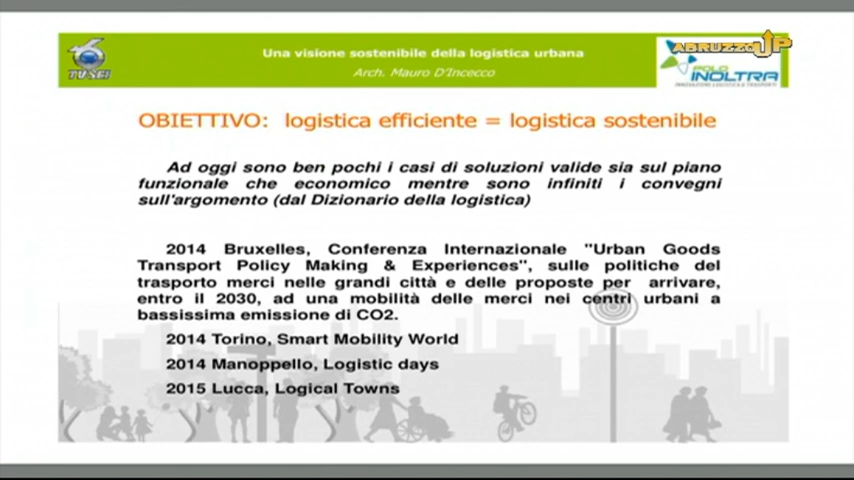 Una visione sostenibile della logistica urbana
Arch. Mauro D'Incecco
TUSEI
ABRUZZO UP
POLO
INOLTRA
INNOVAZIONE LOGISTICA & TRASPORTI
OBIETTIVO: logistica efficiente = logistica sostenibile
Ad oggi sono ben pochi i casi di soluzioni valide sia sul piano
funzionale che economico mentre sono infiniti i convegni
sull'argomento (dal Dizionario della logistica)
2014 Bruxelles, Conferenza Internazionale "Urban Goods
Transport Policy Making & Experiences", sulle politiche del
trasporto merci nelle grandi città e delle proposte per arrivare,
entro il 2030, ad una mobilità delle merci nei centri urbani a
bassissima emissione di CO2.
2014 Torino, Smart Mobility World
2014 Manoppello, Logistic days
2015 Lucca, Logical Towns